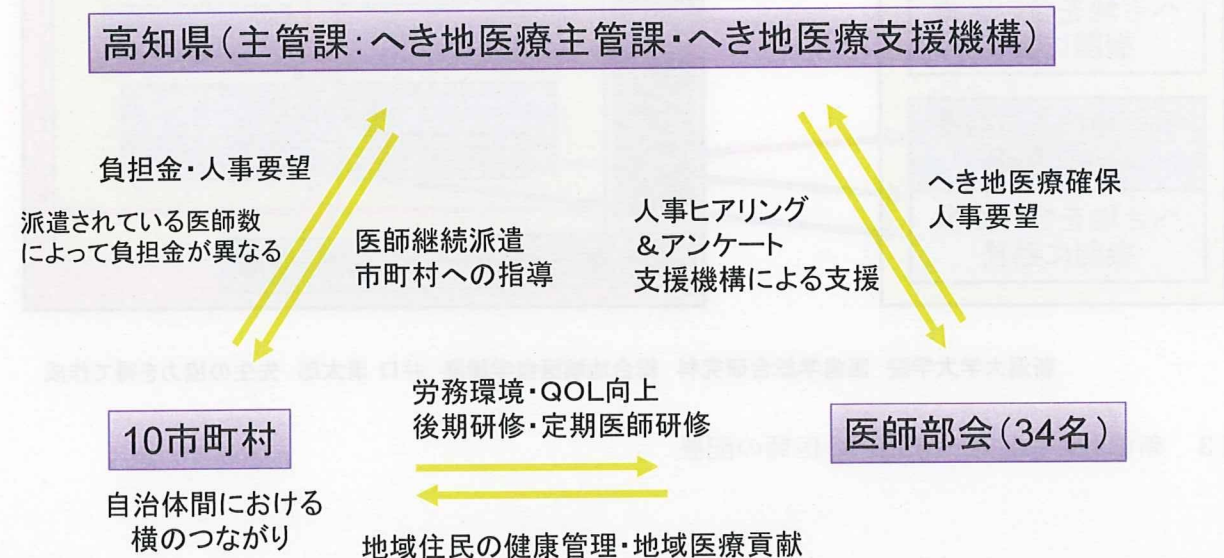 高知県(主管課:へき地医療主管課・へき地医療支援機構)
負担金・人事要望
派遣されている医師数
によって負担金が異なる
医師継続派遣
市町村への指導
人事ヒアリング
&アンケート
支援機構による支援
へき地医療確保
人事要望
10市町村
自治体間における
横のつながり
労務環境・QOL向上
後期研修・定期医師研修
医師部会(34名)
地域住民の健康管理・地域医療貢献